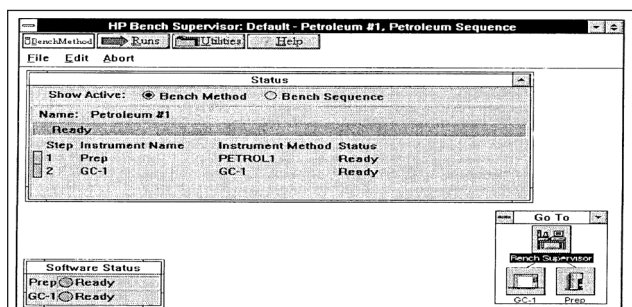 HP Bench Supervisor: Default - Petroleum #1, Petroleum Sequence
BenchMethod Runs Utilities Help
File Edit Abort
Status
Show Active: Bench Method Bench Sequence
Name: Petroleum #1
Ready
Step Instrument Name Instrument Method Status
1 Prep PETROL1 Ready
2 GC-1 GC-1 Ready
Go To
Bench Supervisor
GC-1 Prep
Software Status
Prep Ready
GC-1 Ready